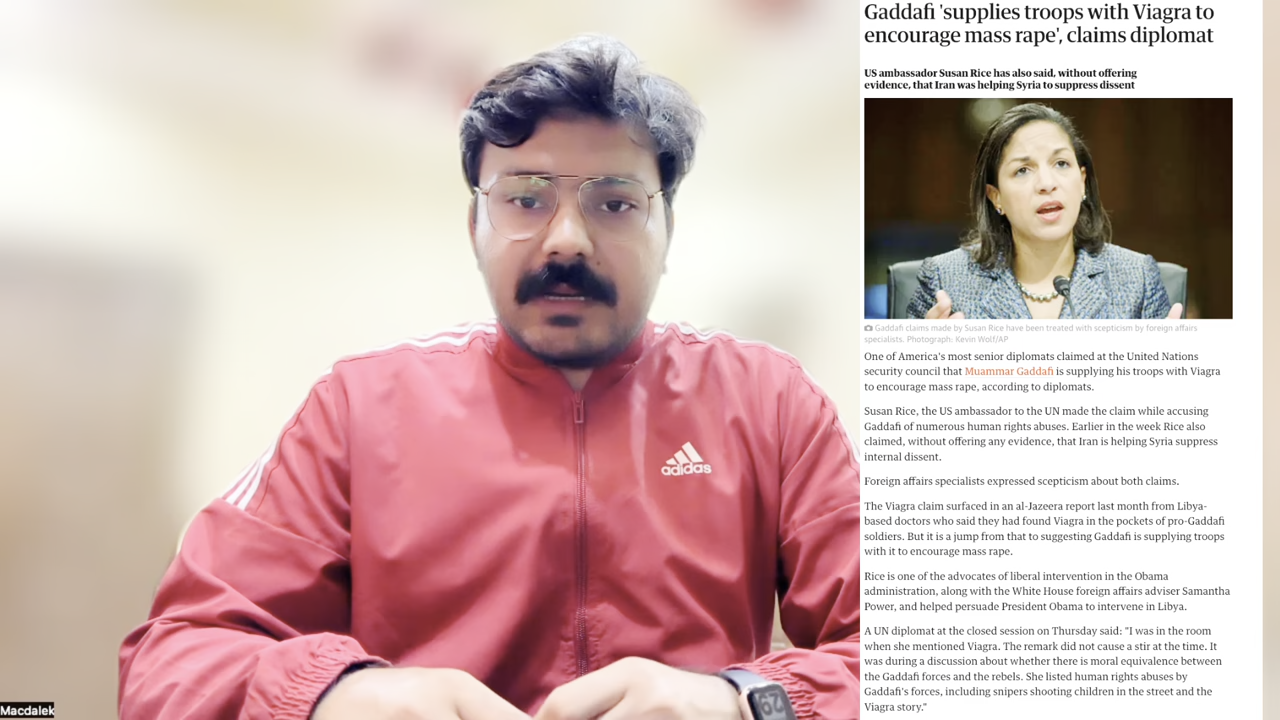 Gaddafi 'supplies troops with Viagra to
encourage mass rape', claims diplomat
US ambassador Susan Rice has also said, without offering
evidence, that Iran was helping Syria to suppress dissent
Gaddafi claims made by Susan Rice have been treated with scepticism by foreign affairs
specialists. Photograph: Kevin Wolf/AP
One of America's most senior diplomats claimed at the United Nations
security council that Muammar Gaddafi is supplying his troops with Viagra
to encourage mass rape, according to diplomats.
Susan Rice, the US ambassador to the UN made the claim while accusing
Gaddafi of numerous human rights abuses. Earlier in the week Rice also
claimed, without offering any evidence, that Iran is helping Syria suppress
internal dissent.
Foreign affairs specialists expressed scepticism about both claims.
The Viagra claim surfaced in an al-Jazeera report last month from Libya-
based doctors who said they had found Viagra in the pockets of pro-Gaddafi
soldiers. But it is a jump from that to suggesting Gaddafi is supplying troops
with it to encourage mass rape.
Rice is one of the advocates of liberal intervention in the Obama
administration, along with the White House foreign affairs adviser Samantha
Power, and helped persuade President Obama to intervene in Libya.
A UN diplomat at the closed session on Thursday said: "I was in the room
when she mentioned Viagra. The remark did not cause a stir at the time. It
was during a discussion about whether there is moral equivalence between
the Gaddafi forces and the rebels. She listed human rights abuses by
Gaddafi's forces, including snipers shooting children in the street and the
Viagra story."
adidas
Macdalek